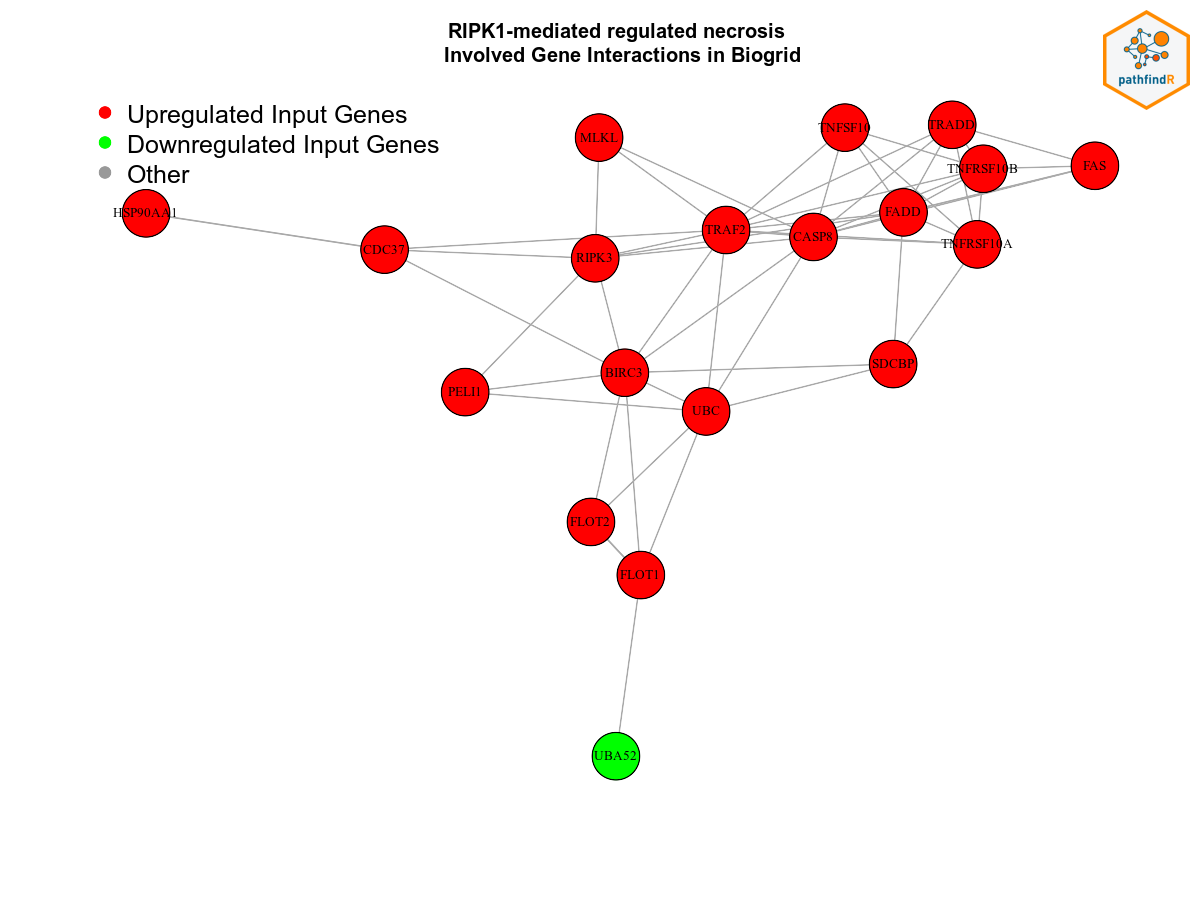 RIPK1-mediated regulated necrosis
Involved Gene Interactions in Biogrid
pathfindR
Upregulated Input Genes
Downregulated Input Genes
Other
MLKL
TNFSF10
TRADD
TNFRSF10B
FAS
HSP90AA1
CDC37
RIPK3
TRAF2
CASP8
FADD
TNFRSF10A
PELI1
BIRC3
UBC
SDCBP
FLOT2
FLOT1
UBA52